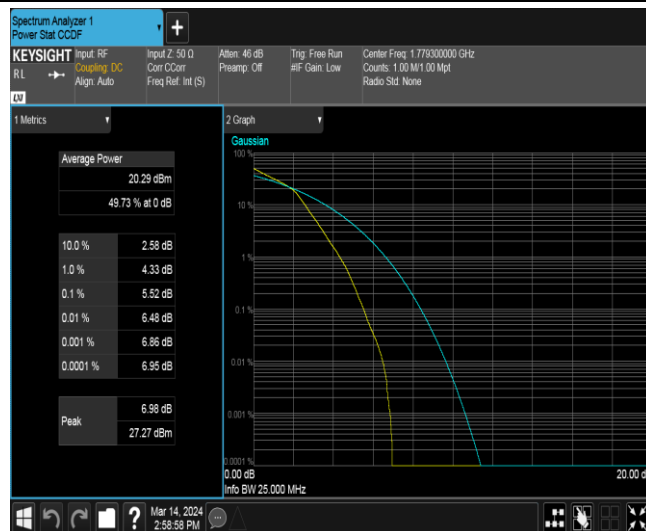 Spectrum Analyzer 1
Power Stat CCDF
+
KEYSIGHT
RL
LXI
Input: RF
Coupling: DC
Align: Auto
Input Z: 50 Ω
Corr CCorr
Freq Ref: Int (S)
Atten: 46 dB
Preamp: Off
Trig: Free Run
#IF Gain: Low
Center Freq: 1.779300000 GHz
Counts: 1.00 M/1.00 Mpt
Radio Std: None
1 Metrics
Average Power
20.29 dBm
49.73 % at 0 dB
10.0 % 2.58 dB
1.0 % 4.33 dB
0.1 % 5.52 dB
0.01 % 6.48 dB
0.001 % 6.86 dB
0.0001 % 6.95 dB
Peak
6.98 dB
27.27 dBm
2 Graph
Gaussian
100 %
10 %
1 %
0.1 %
0.01 %
0.001 %
0.0001 %
0.00 dB
20.00 d
Info BW 25.000 MHz
?
Mar 14, 2024
2:58:58 PM